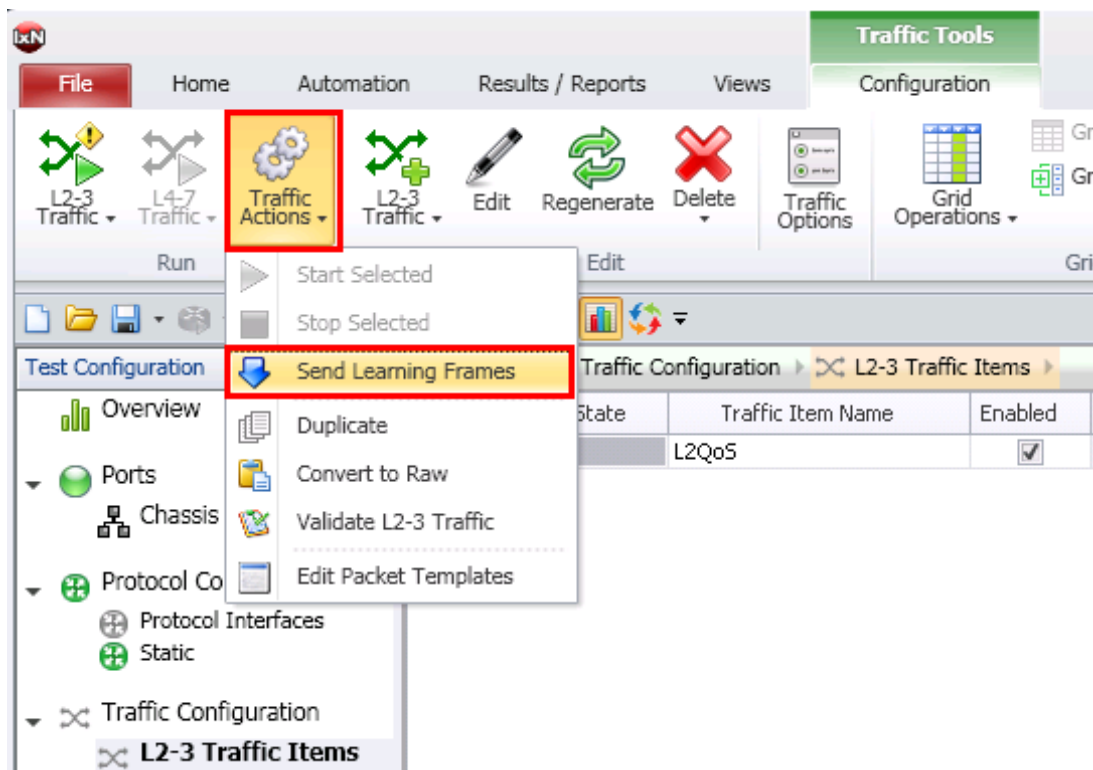 IxN
Traffic Tools
File Home Automation Results / Reports Views Configuration
L2-3 Traffic
L4-7 Traffic
Traffic Actions
L2-3 Traffic
Edit
Regenerate
Delete
Traffic Options
Grid Operations
Gr
Gr
Run
Edit
Gri
Start Selected
Stop Selected
Send Learning Frames
Duplicate
Convert to Raw
Validate L2-3 Traffic
Edit Packet Templates
Test Configuration
Traffic Configuration L2-3 Traffic Items
Overview
State Traffic Item Name Enabled
L2QoS
Ports
Chassis
Protocol Co
Protocol Interfaces
Static
Traffic Configuration
L2-3 Traffic Items